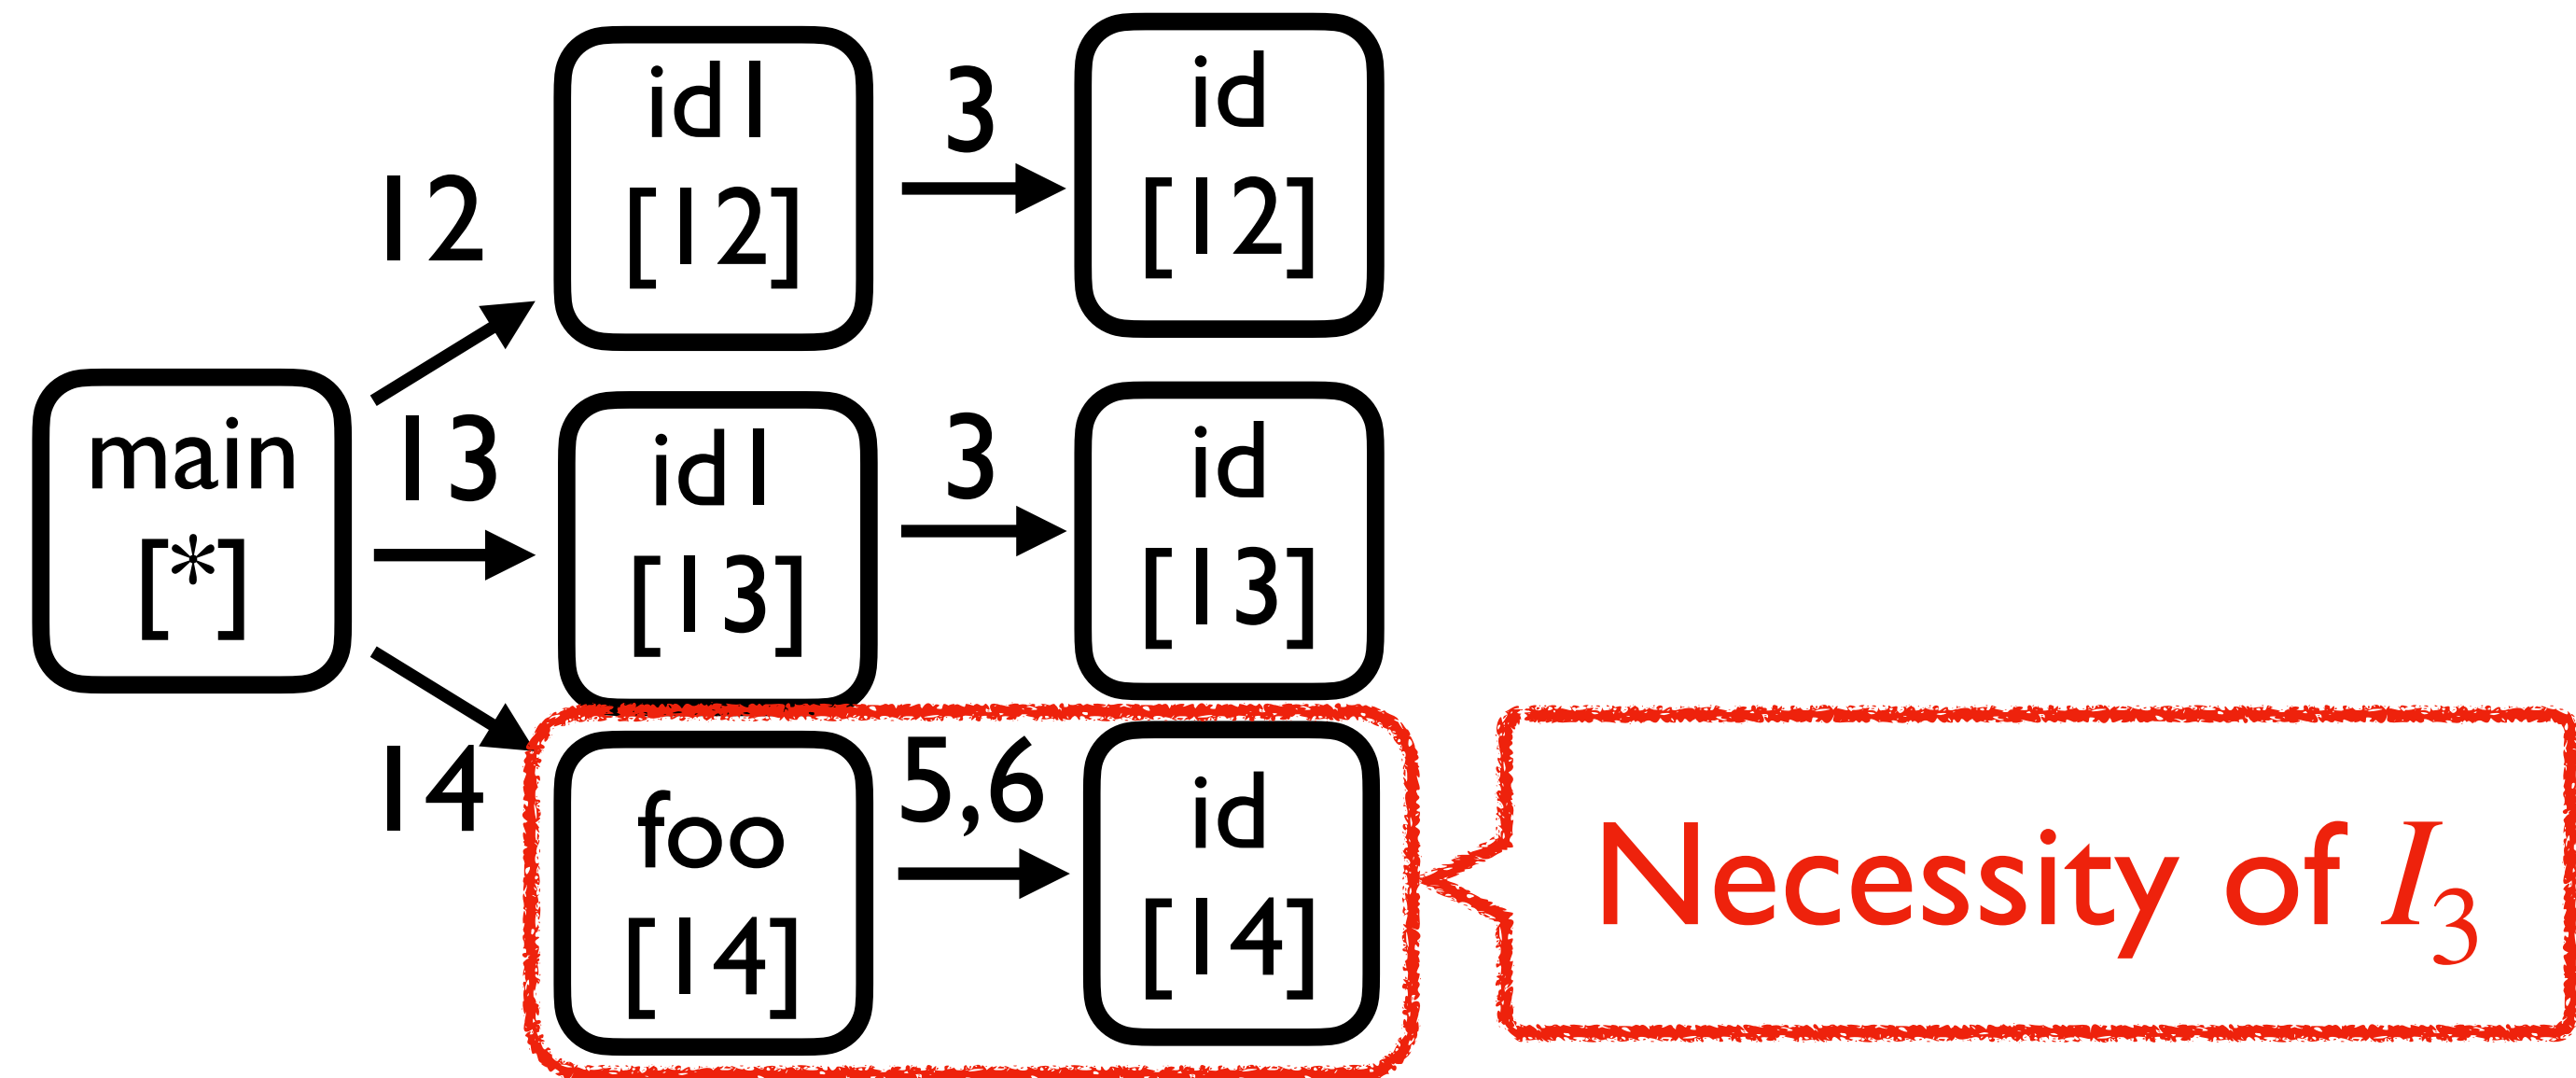 id1
[12]
3
id
[12]
12
main
[*]
13
id1
[13]
3
id
[13]
14
foo
[14]
5,6
id
[14]
Necessity of I₃